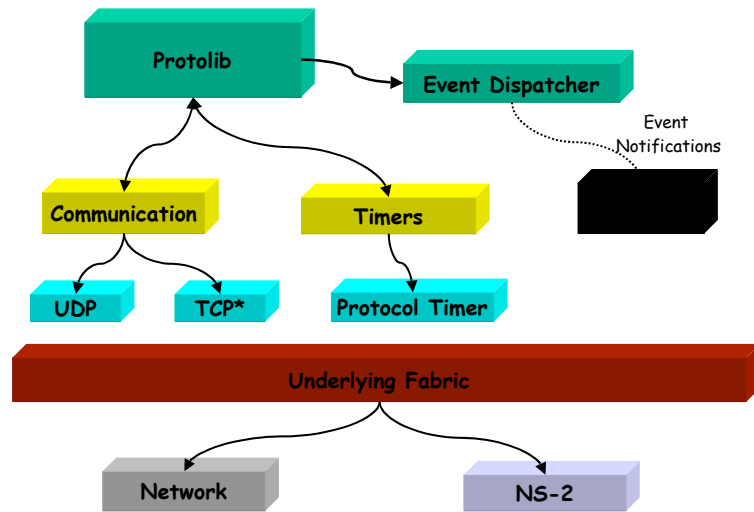 Protolib
Event Dispatcher
Event
Notifications
Communication
Timers
UDP
TCP*
Protocol Timer
Underlying Fabric
Network
NS-2